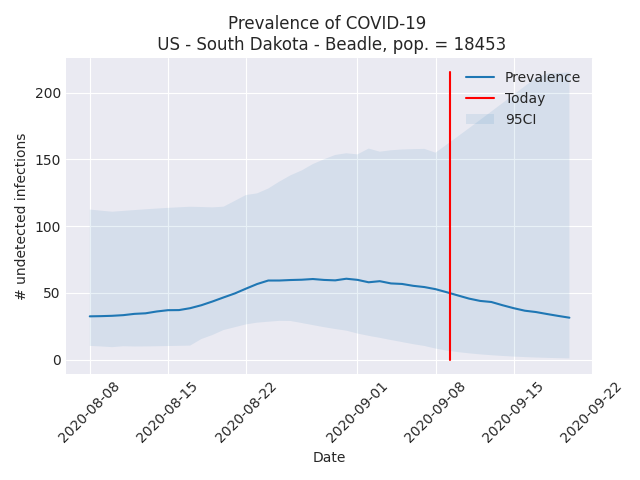 Prevalence of COVID-19
US - South Dakota - Beadle, pop. = 18453
# undetected infections
200
150
100
50
0
Prevalence
Today
95CI
2020-08-08
2020-08-15
2020-08-22
2020-09-01
2020-09-08
2020-09-15
2020-09-22
Date